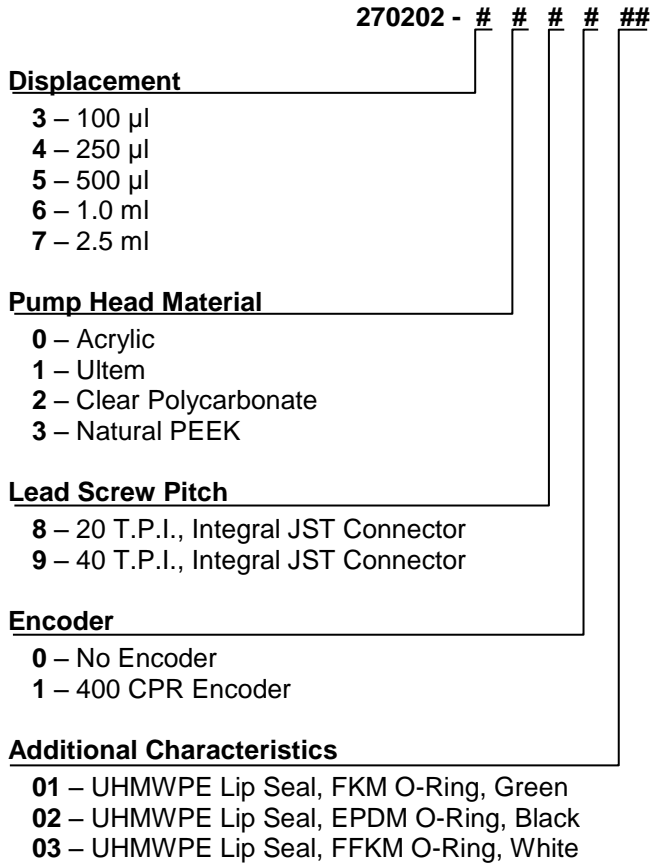 270202 - # # # # ##
Displacement
3 – 100 µl
4 – 250 µl
5 – 500 µl
6 – 1.0 ml
7 – 2.5 ml
Pump Head Material
0 – Acrylic
1 – Ultem
2 – Clear Polycarbonate
3 – Natural PEEK
Lead Screw Pitch
8 – 20 T.P.I., Integral JST Connector
9 – 40 T.P.I., Integral JST Connector
Encoder
0 – No Encoder
1 – 400 CPR Encoder
Additional Characteristics
01 – UHMWPE Lip Seal, FKM O-Ring, Green
02 – UHMWPE Lip Seal, EPDM O-Ring, Black
03 – UHMWPE Lip Seal, FFKM O-Ring, White